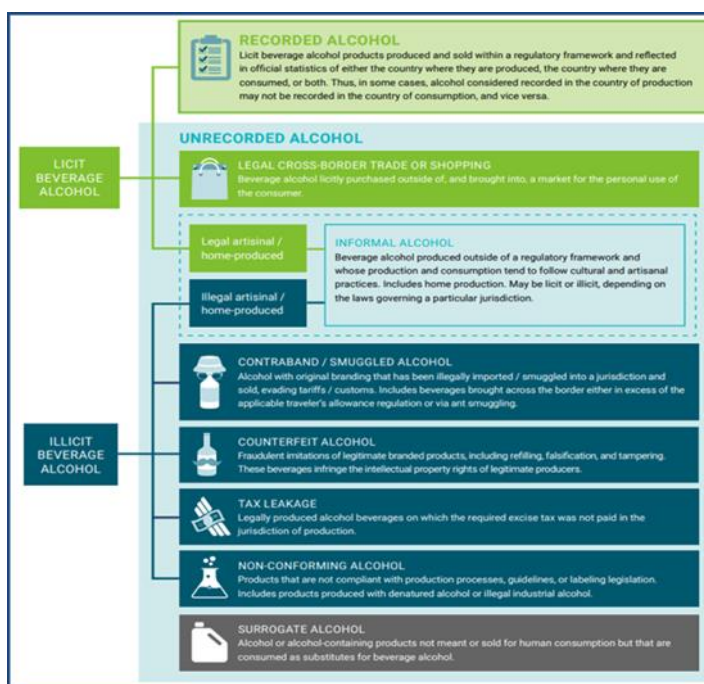 RECORDED ALCOHOL
Licit beverage alcohol products produced and sold within a regulatory framework and reflected
in official statistics of either the country where they are produced, the country where they are
consumed, or both. Thus, in some cases, alcohol considered recorded in the country of production
may not be recorded in the country of consumption, and vice versa.
UNRECORDED ALCOHOL
LICIT
BEVERAGE
ALCOHOL
LEGAL CROSS-BORDER TRADE OR SHOPPING
Beverage alcohol licitly purchased outside of, and brought into, a market for the personal use of
the consumer.
Legal artisinal /
home-produced
INFORMAL ALCOHOL
Beverage alcohol produced outside of a regulatory framework and
whose production and consumption tend to follow cultural and artisanal
practices. Includes home production. May be licit or illicit, depending on
the laws governing a particular jurisdiction.
Illegal artisinal /
home-produced
CONTRABAND / SMUGGLED ALCOHOL
Alcohol with original branding that has been illegally imported / smuggled into a jurisdiction and
sold, evading tariffs / customs. Includes beverages brought across the border either in excess of the
applicable traveler's allowance regulation or via ant smuggling.
ILLICIT
BEVERAGE
ALCOHOL
COUNTERFEIT ALCOHOL
Fraudulent imitations of legitimate branded products, including refilling, falsification, and tampering.
These beverages infringe the intellectual property rights of legitimate producers.
TAX LEAKAGE
Legally produced alcohol beverages on which the required excise tax was not paid in the
jurisdiction of production.
NON-CONFORMING ALCOHOL
Products that are not compliant with production processes, guidelines, or labeling legislation.
Includes products produced with denatured alcohol or illegal industrial alcohol.
SURROGATE ALCOHOL
Alcohol or alcohol-containing products not meant or sold for human consumption but that are
consumed as substitutes for beverage alcohol.